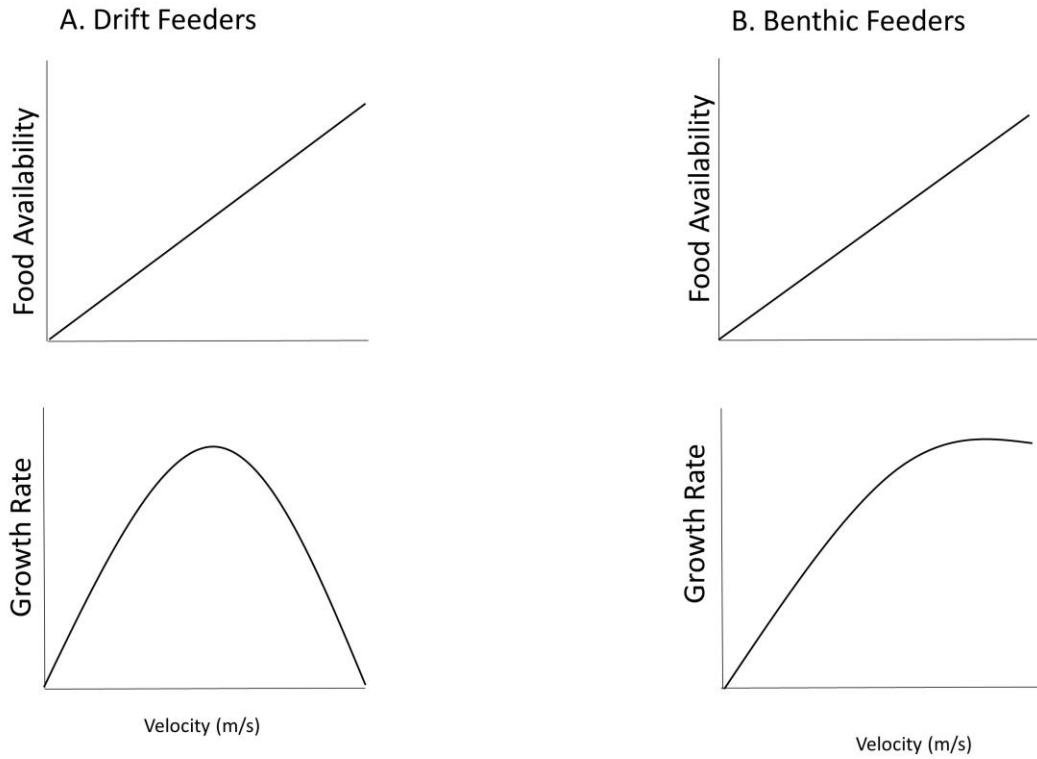 A. Drift Feeders
Food Availability
Growth Rate
Velocity (m/s)
B. Benthic Feeders
Food Availability
Growth Rate
Velocity (m/s)